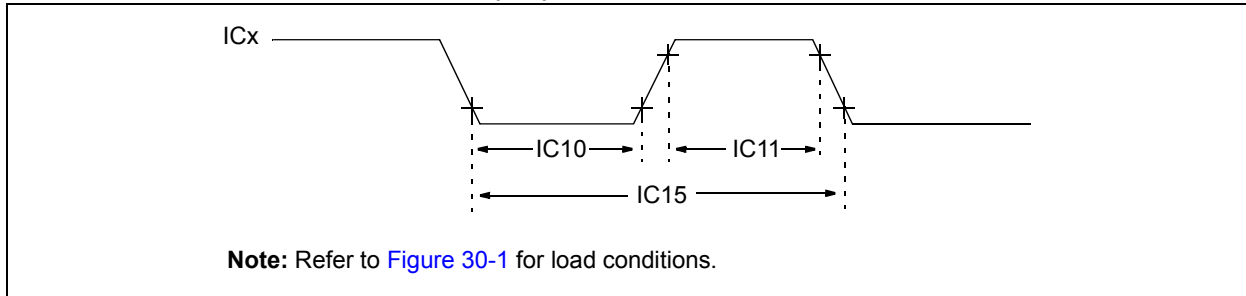 ICx
IC10
IC11
IC15
Note: Refer to Figure 30-1 for load conditions.